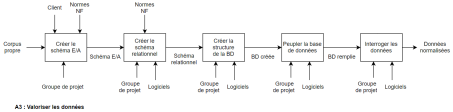 Client
Normes
NF
Normes
NF
Corpus
propre
Créer le
schéma E/A
Schéma E/A
Créer le
schéma
relationnel
Schéma
relationnel
Créer la
structure
de la BD
BD créée
Peupler la base
de données
BD remplie
Interroger les
données
Données
normalisées
Groupe de projet
Groupe
de projet
Logiciels
Groupe
de projet
Logiciels
Groupe
de projet
Logiciels
Groupe
de projet
Logiciels
A3 : Valoriser les données